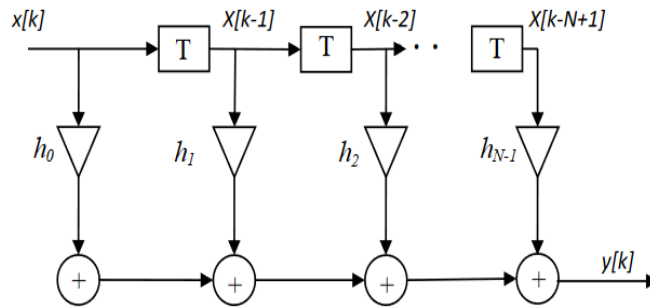 x[k]
X[k-1]
X[k-2]
X[k-N+1]
T
T
. .
T
h0
h1
h2
hN-1
+
+
+
+
y[k]